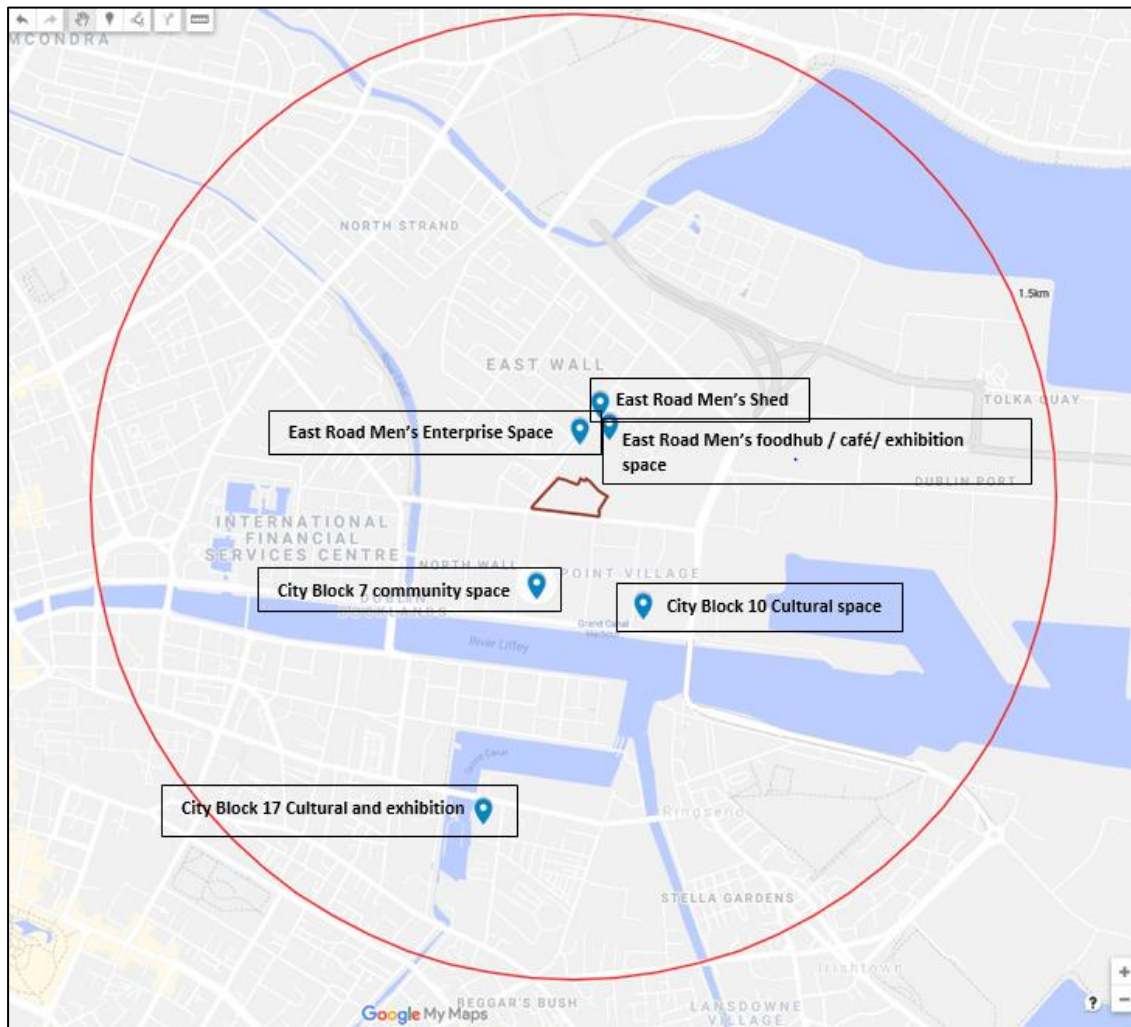 MCONDRA
NORTH STRAND
1.5km
EAST WALL
East Road Men's Shed
TOLKA QUAY
East Road Men's Enterprise Space
East Road Men's foodhub / café/ exhibition
space
DUBLIN PORT
INTERNATIONAL
FINANCIAL
SERVICES CENTRE
NORTH WALL
POINT VILLAGE
City Block 7 community space
City Block 10 Cultural space
DUBLIN
DOCKLANDS
Grand Canal
Harbour
River Liffey
City Block 17 Cultural and exhibition
Ringsend
STELLA GARDENS
Irishtown
BEGGAR'S BUSH
LANSDOWNE
VILLAGE
Google My Maps
?
+
−